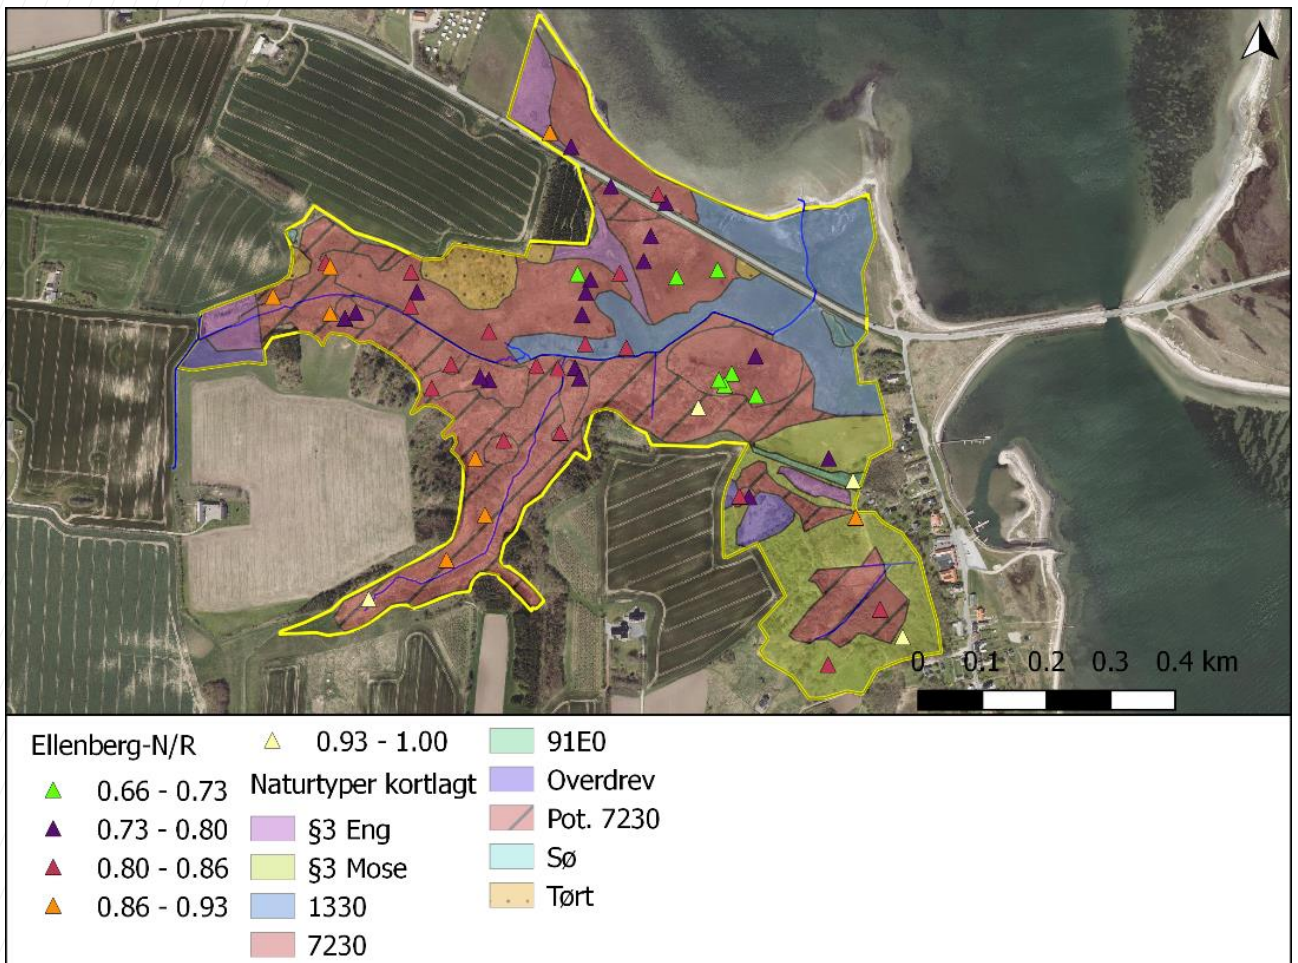 0 0.1 0.2 0.3 0.4 km
Ellenberg-N/R
0.66 - 0.73
0.73 - 0.80
0.80 - 0.86
0.86 - 0.93
0.93 - 1.00
Naturtyper kortlagt
§3 Eng
§3 Mose
1330
7230
91E0
Overdrev
Pot. 7230
Sø
Tørt